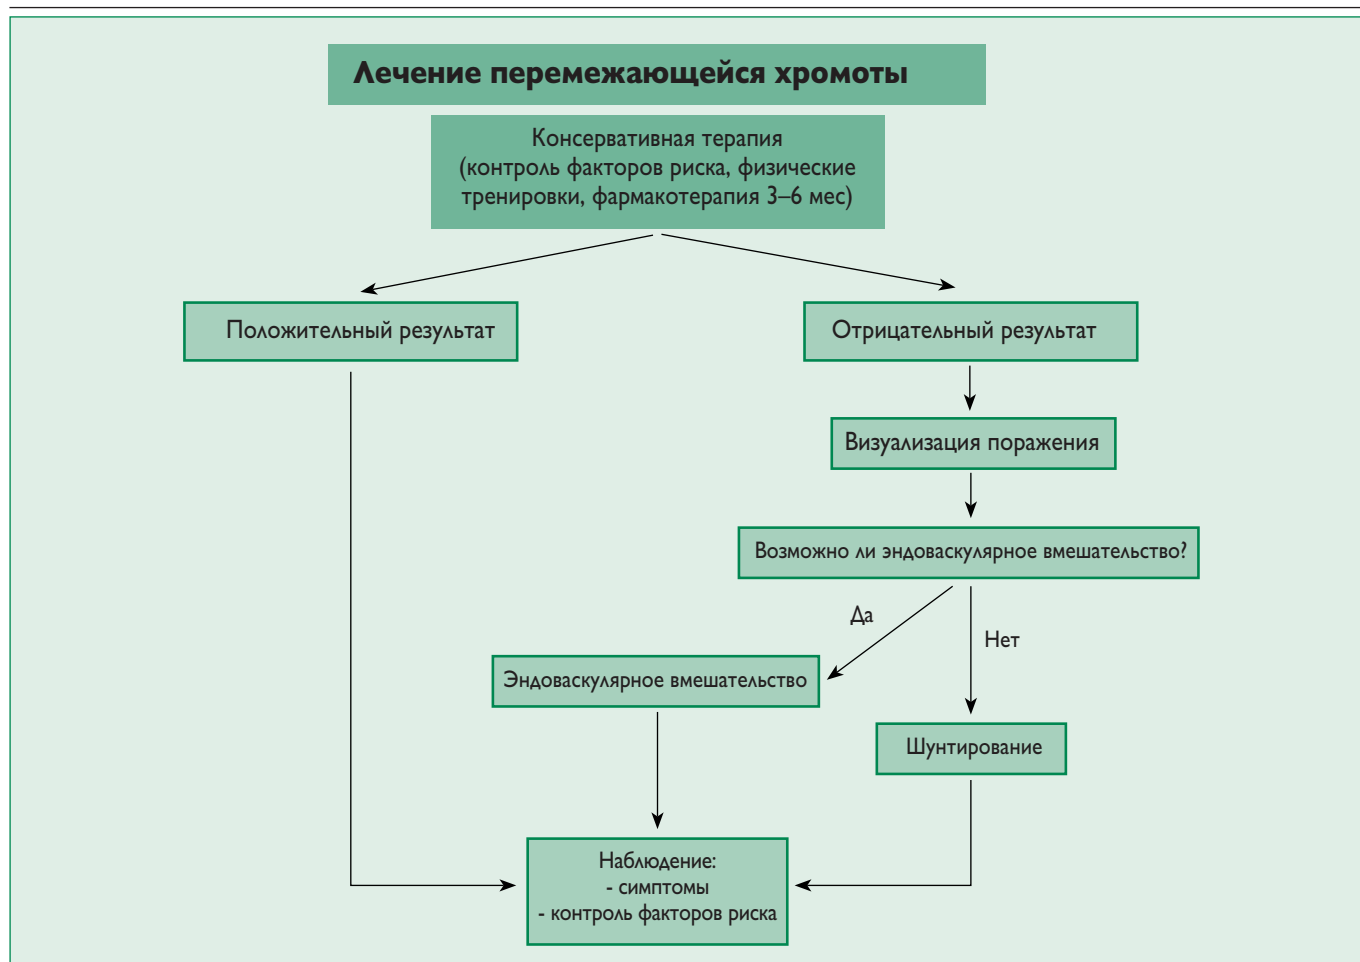 Лечение перемежающейся хромоты
Консервативная терапия
(контроль факторов риска, физические
тренировки, фармакотерапия 3–6 мес)
Положительный результат
Отрицательный результат
Визуализация поражения
Возможно ли эндоваскулярное вмешательство?
Да
Нет
Эндоваскулярное вмешательство
Шунтирование
Наблюдение:
- симптомы
- контроль факторов риска